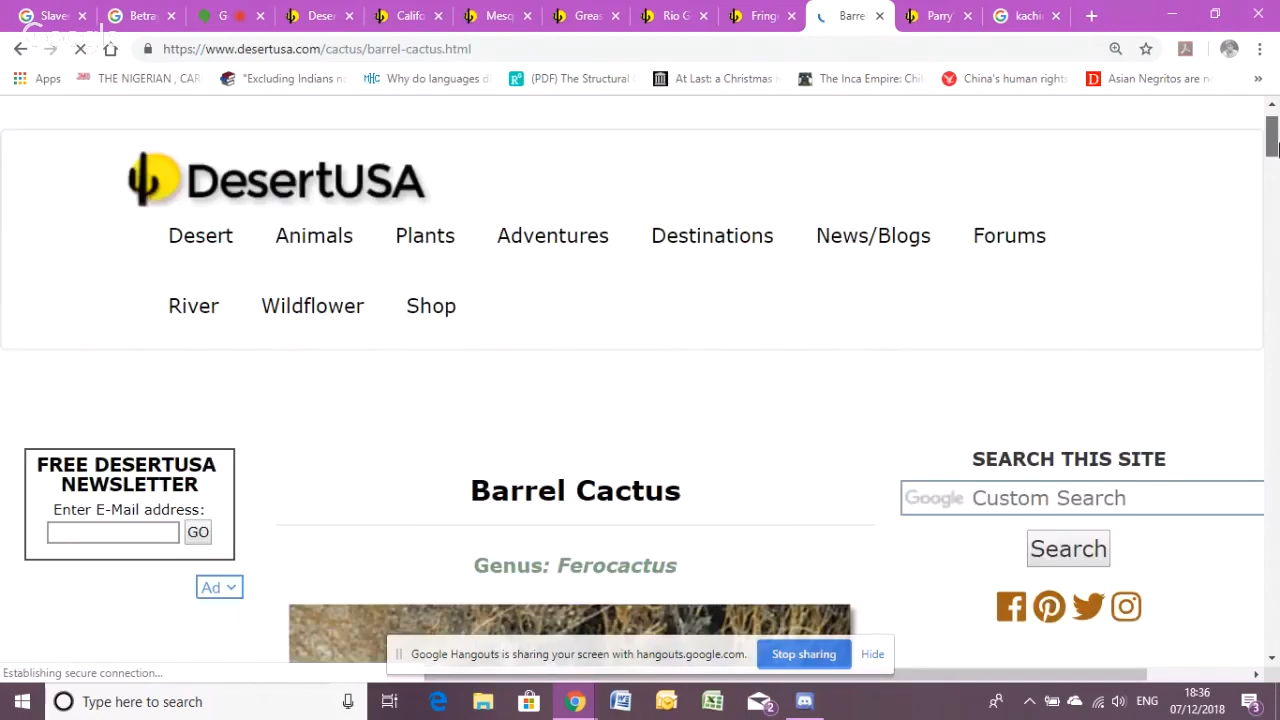 Slave
Betray
G
Deser
Califo
Mesq
Greas
Rio G
Fring
Barre
Parry'
kachin
https://www.desertusa.com/cactus/barrel-cactus.html
Apps
THE NIGERIAN , CAR
"Excluding Indians n
Why do languages d
(PDF) The Structural
At Last: a Christmas
The Inca Empire: Chi
China's human rights
Asian Negritos are n
DesertUSA
Desert Animals Plants Adventures Destinations News/Blogs Forums
River Wildflower Shop
FREE DESERTUSA
NEWSLETTER
Enter E-Mail address:
GO
Ad
Barrel Cactus
Genus: Ferocactus
SEARCH THIS SITE
Google Custom Search
Search
Google Hangouts is sharing your screen with hangouts.google.com. Stop sharing Hide
Establishing secure connection...
Type here to search
ENG
18:36
07/12/2018